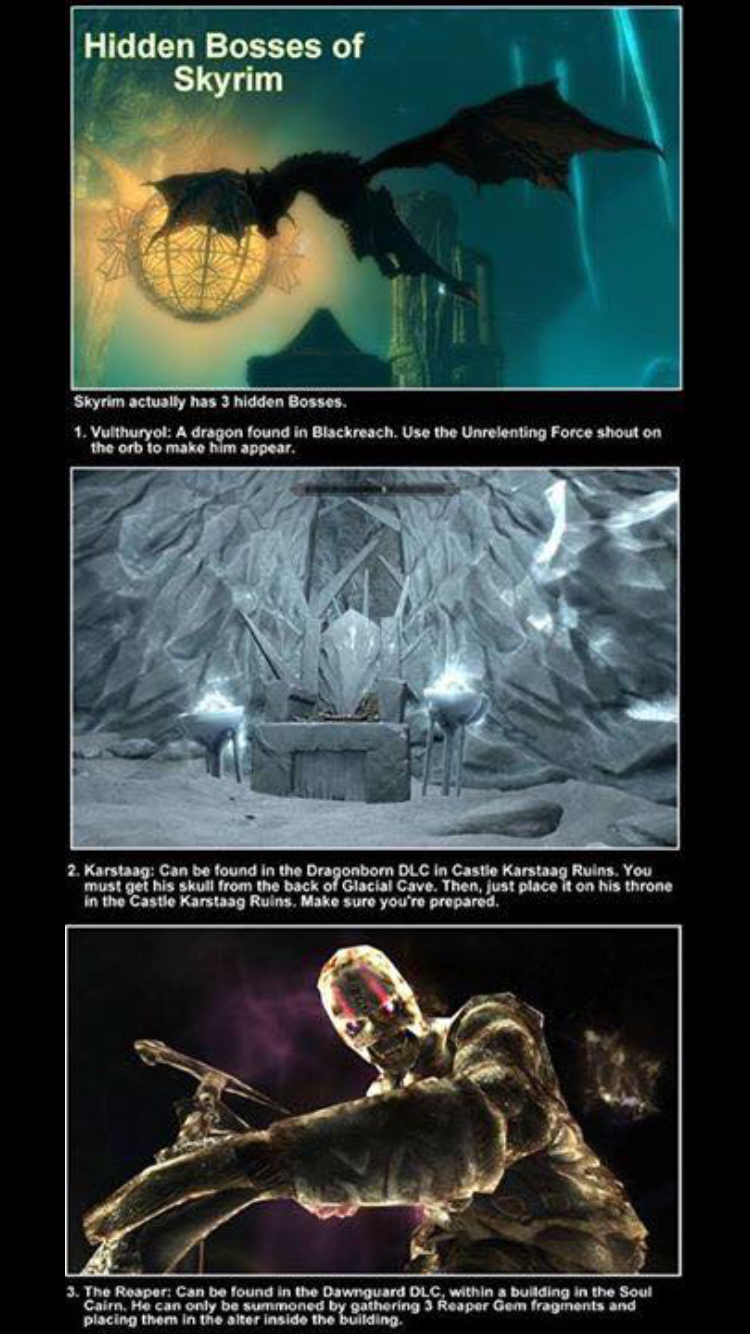 Hidden Bosses of
Skyrim
Skyrim actually has 3 hidden Bosses.
1. Vulthuryol: A dragon found in Blackreach. Use the Unrelenting Force shout on
the orb to make him appear.
2. Karstaag: Can be found in the Dragonborn DLC in Castle Karstaag Ruins. You
must get his skull from the back of Glacial Cave. Then, just place it on his throne
in the Castle Karstaag Ruins. Make sure you're prepared.
3. The Reaper: Can be found in the Dawnguard DLC, within a building in the Soul
Cairn. He can only be summoned by gathering 3 Reaper Gem fragments and
placing them in the alter inside the building.